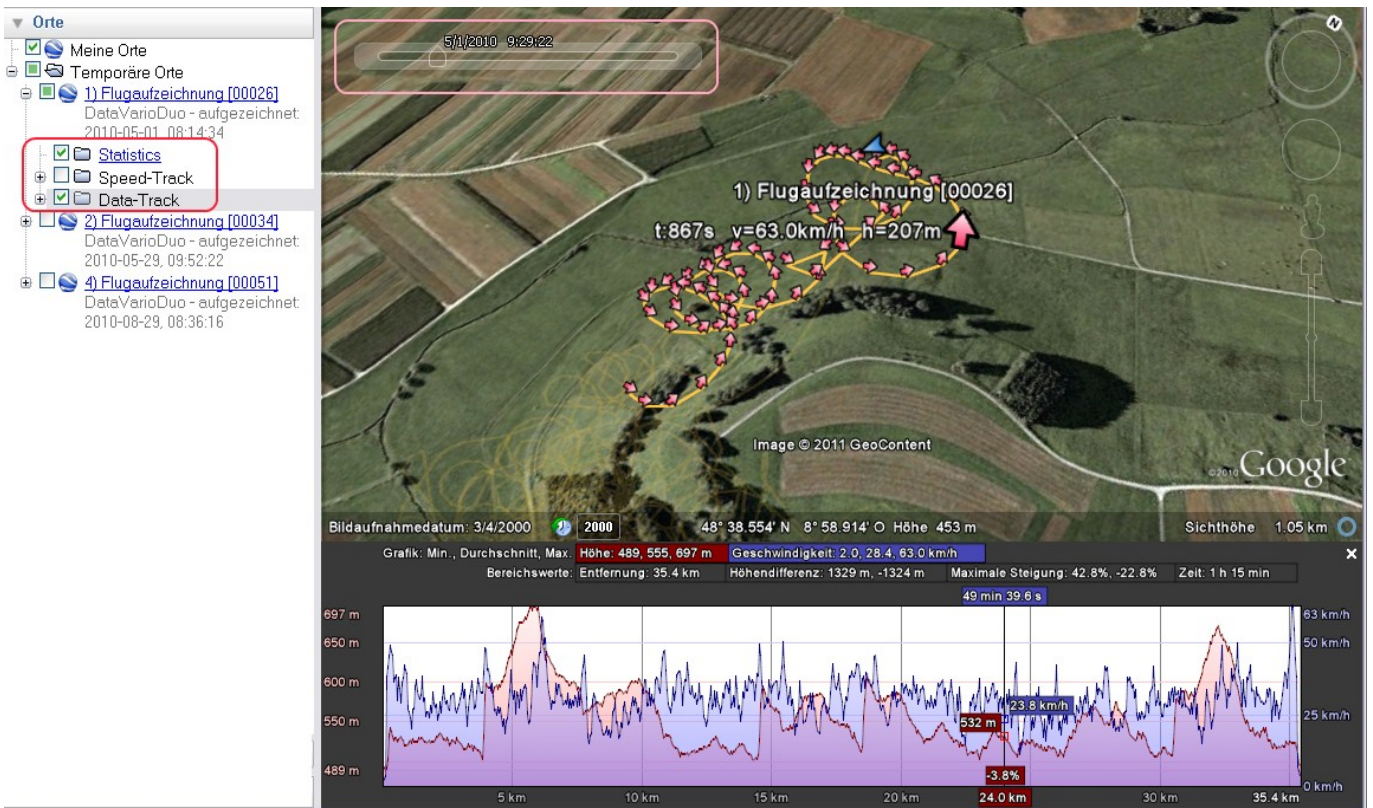 Orte
Meine Orte
Temporäre Orte
1) Flugaufzeichnung [00026]
DataVarioDuo - aufgezeichnet:
2010-05-01, 08:14:34
Statistics
Speed-Track
Data-Track
2) Flugaufzeichnung [00034]
DataVarioDuo - aufgezeichnet:
2010-05-29, 09:52:22
4) Flugaufzeichnung [00051]
DataVarioDuo - aufgezeichnet:
2010-08-29, 08:36:16
5/1/2010 9:29:22
N
1) Flugaufzeichnung [00026]
t:867s v=63.0km/h h=207m
Image © 2011 GeoContent
©2010 Google
Bildaufnahmedatum: 3/4/2000 2000 48° 38.554' N 8° 58.914' O Höhe 453 m Sichthöhe 1.05 km
Grafik: Min., Durchschnitt, Max. Höhe: 489, 555, 697 m Geschwindigkeit: 2.0, 28.4, 63.0 km/h
Bereichswerte: Entfernung: 35.4 km Höhendifferenz: 1329 m, -1324 m Maximale Steigung: 42.8%, -22.8% Zeit: 1 h 15 min
49 min 39.6 s
697 m 63 km/h
650 m 50 km/h
600 m
23.8 km/h
550 m 532 m 25 km/h
489 m -3.8% 0 km/h
5 km 10 km 15 km 20 km 24.0 km 30 km 35.4 km